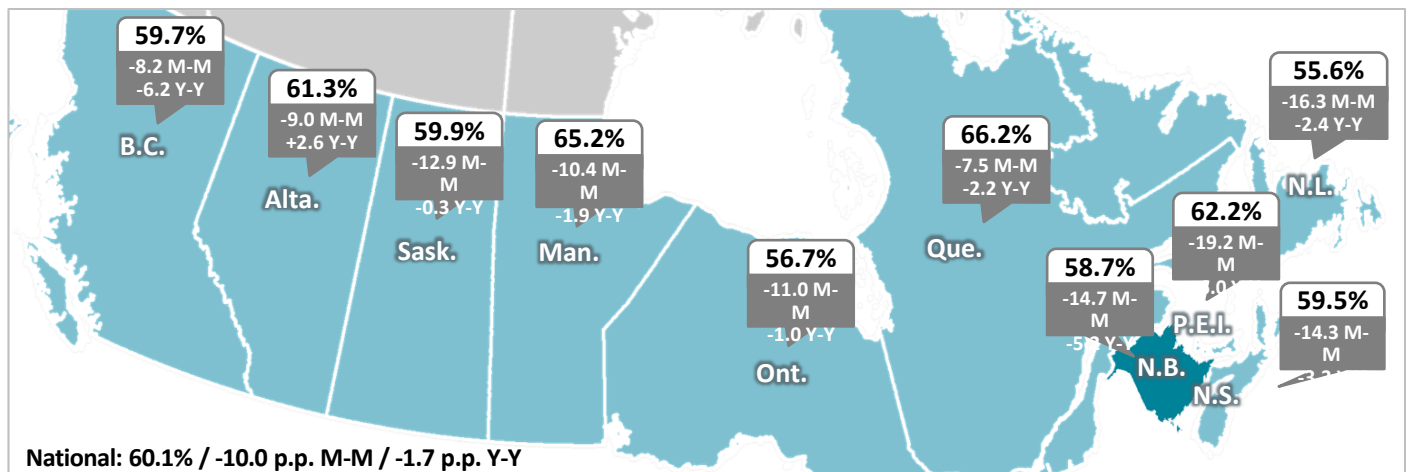 59.7%
-8.2 M-M
-6.2 Y-Y
B.C.
61.3%
-9.0 M-M
+2.6 Y-Y
Alta.
59.9%
-12.9 M-
M
-0.3 Y-Y
Sask.
65.2%
-10.4 M-
M
-1.9 Y-Y
Man.
56.7%
-11.0 M-
M
-1.0 Y-Y
Ont.
66.2%
-7.5 M-M
-2.2 Y-Y
Que.
55.6%
-16.3 M-M
-2.4 Y-Y
N.L.
62.2%
-19.2 M-
M
P.E.I.
58.7%
-14.7 M-
M
Y-Y
N.B.
59.5%
-14.3 M-
M
N.S.
National: 60.1% / -10.0 p.p. M-M / -1.7 p.p. Y-Y